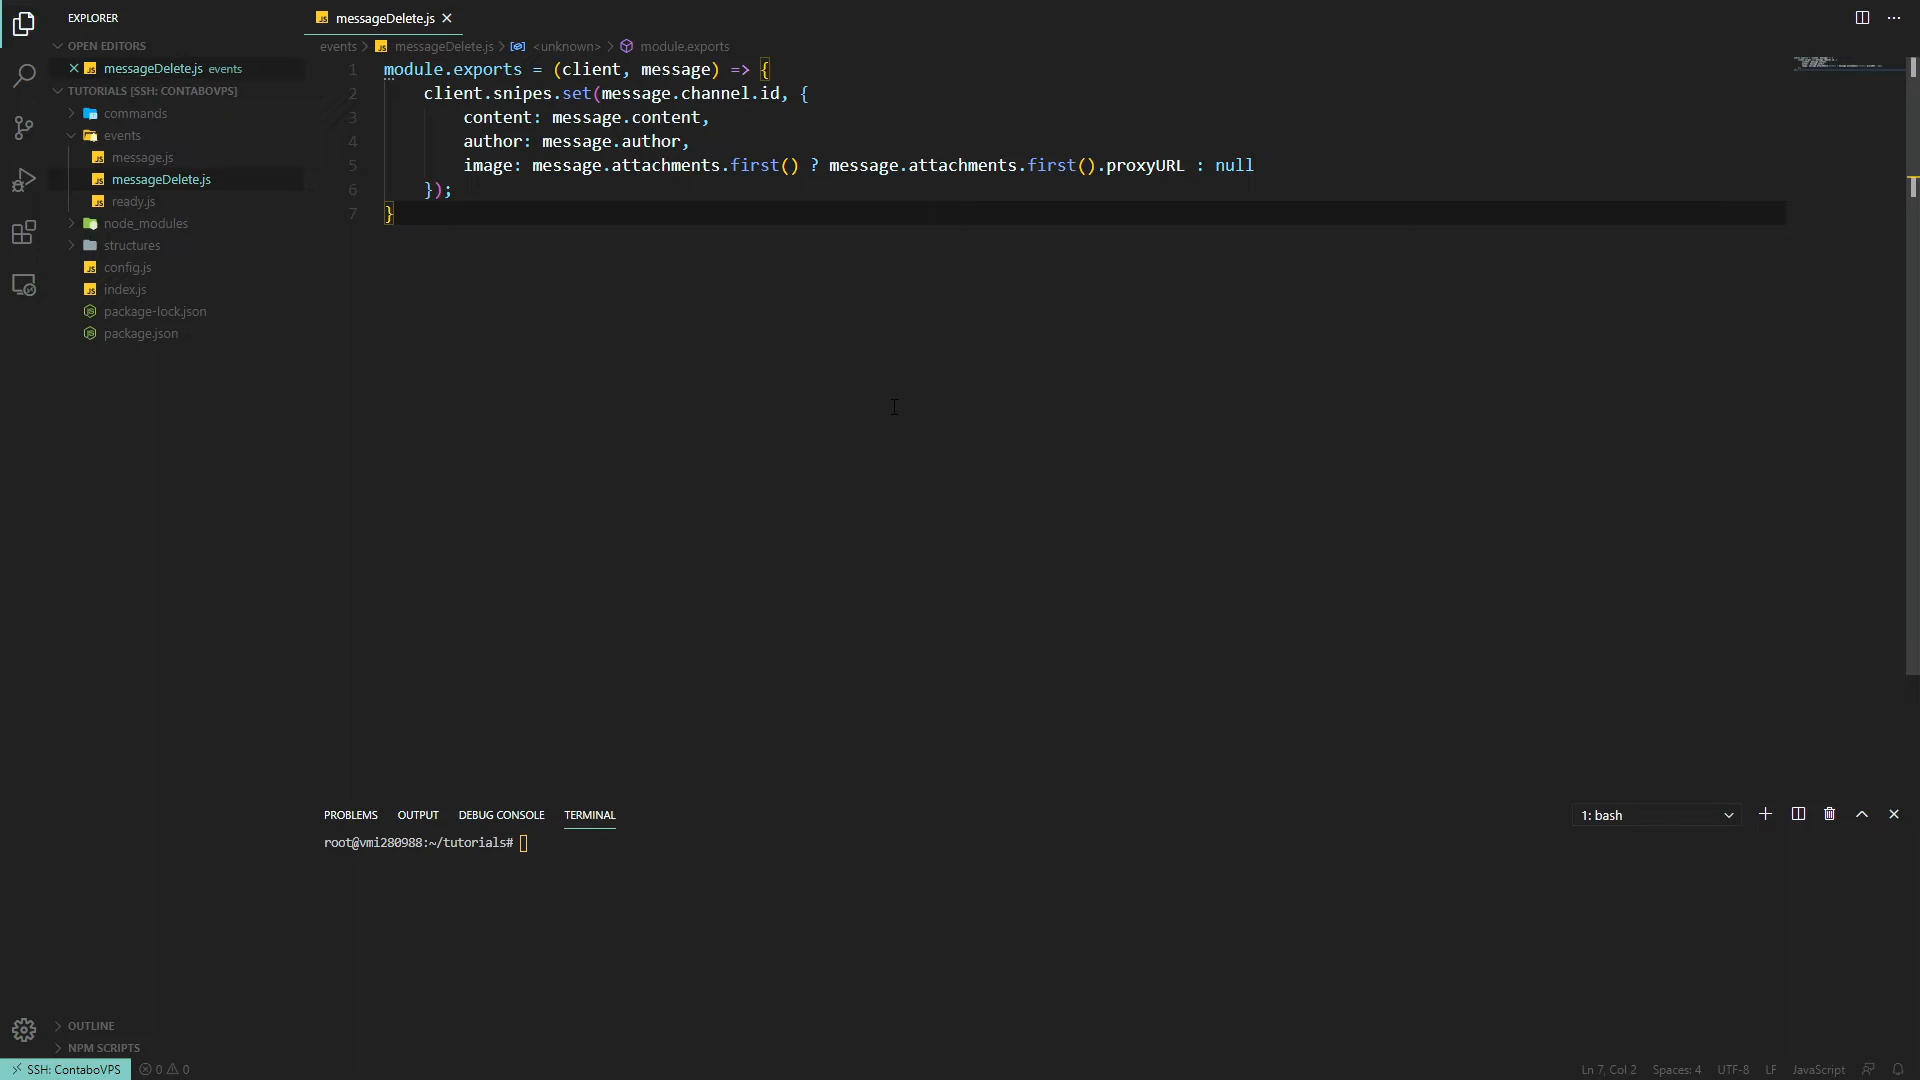 EXPLORER
OPEN EDITORS
messageDelete.js events
TUTORIALS [SSH: CONTABOVPS]
commands
events
message.js
messageDelete.js
ready.js
node_modules
structures
config.js
index.js
package-lock.json
package.json
OUTLINE
NPM SCRIPTS
messageDelete.js
events > messageDelete.js > <unknown> > module.exports
1 module.exports = (client, message) => {
2 client.snipes.set(message.channel.id, {
3 content: message.content,
4 author: message.author,
5 image: message.attachments.first() ? message.attachments.first().proxyURL : null
6 });
7 }
PROBLEMS OUTPUT DEBUG CONSOLE TERMINAL 1: bash
root@vmi280988:~/tutorials#
SSH: ContaboVPS 0 0 Ln 7, Col 2 Spaces: 4 UTF-8 LF JavaScript